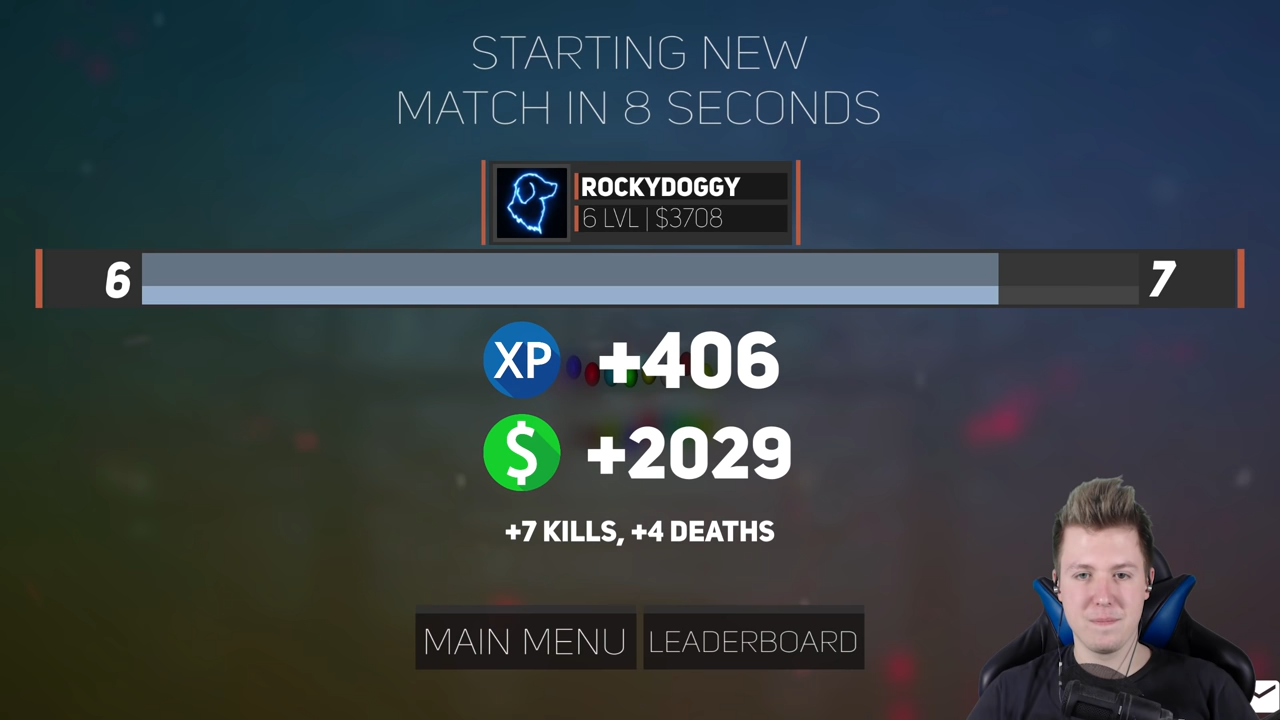 STARTING NEW
MATCH IN 8 SECONDS
ROCKYDOGGY
6 LVL | $3708
6
7
XP +406
$ +2029
+7 KILLS, +4 DEATHS
MAIN MENU
LEADERBOARD